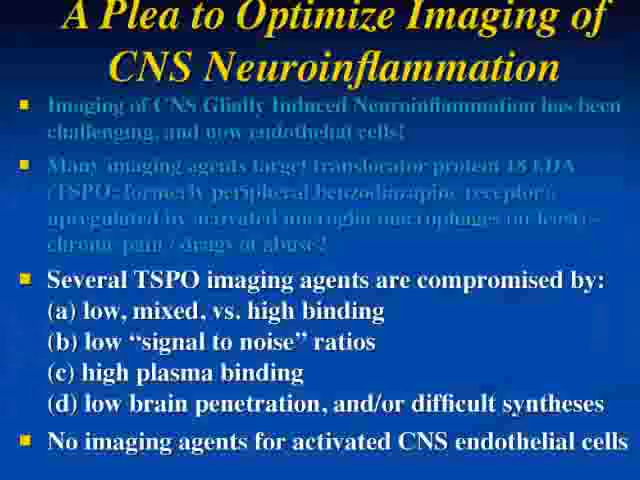 A Plea to Optimize Imaging of
CNS Neuroinflammation
Imaging of CNS Glially Induced Neuroinflammation has been
challenging, and now endothelial cells!
Many imaging agents target translocator protein 18 kDA
(TSPO: formerly peripheral benzodiazapine receptor),
upregulated by activated microglia/macrophages
chronic pain / drugs of abuse?
Several TSPO imaging agents are compromised by:
(a) low, mixed, vs. high binding
(b) low “signal to noise” ratios
(c) high plasma binding
(d) low brain penetration, and/or difficult syntheses
No imaging agents for activated CNS endothelial cells